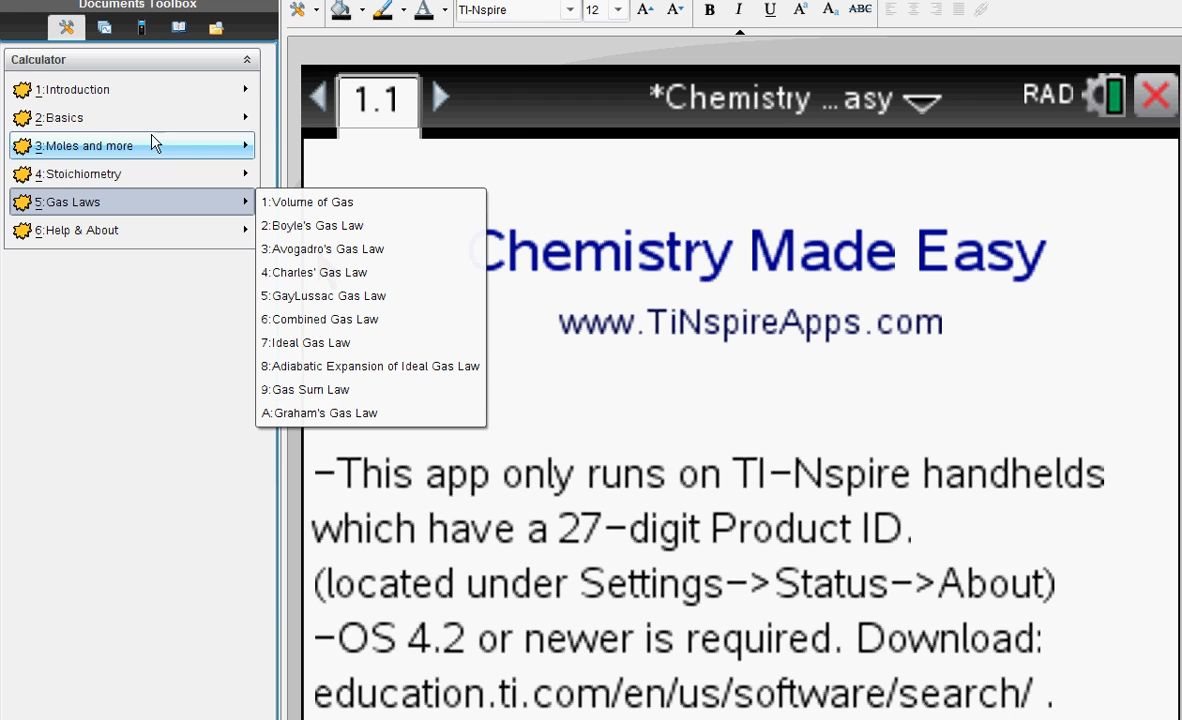 Documents Toolbox
TI-Nspire
12
A
A
B
I
U
A
A
ABC
Calculator
1:Introduction
2:Basics
3:Moles and more
4:Stoichiometry
5:Gas Laws
6:Help & About
1:Volume of Gas
2:Boyle's Gas Law
3:Avogadro's Gas Law
4:Charles' Gas Law
5:GayLussac Gas Law
6:Combined Gas Law
7:Ideal Gas Law
8:Adiabatic Expansion of Ideal Gas Law
9:Gas Sum Law
A:Graham's Gas Law
1.1
*Chemistry ...asy
RAD
Chemistry Made Easy
www.TiNspireApps.com
-This app only runs on TI-Nspire handhelds
which have a 27-digit Product ID.
(located under Settings->Status->About)
-OS 4.2 or newer is required. Download:
education.ti.com/en/us/software/search/ .